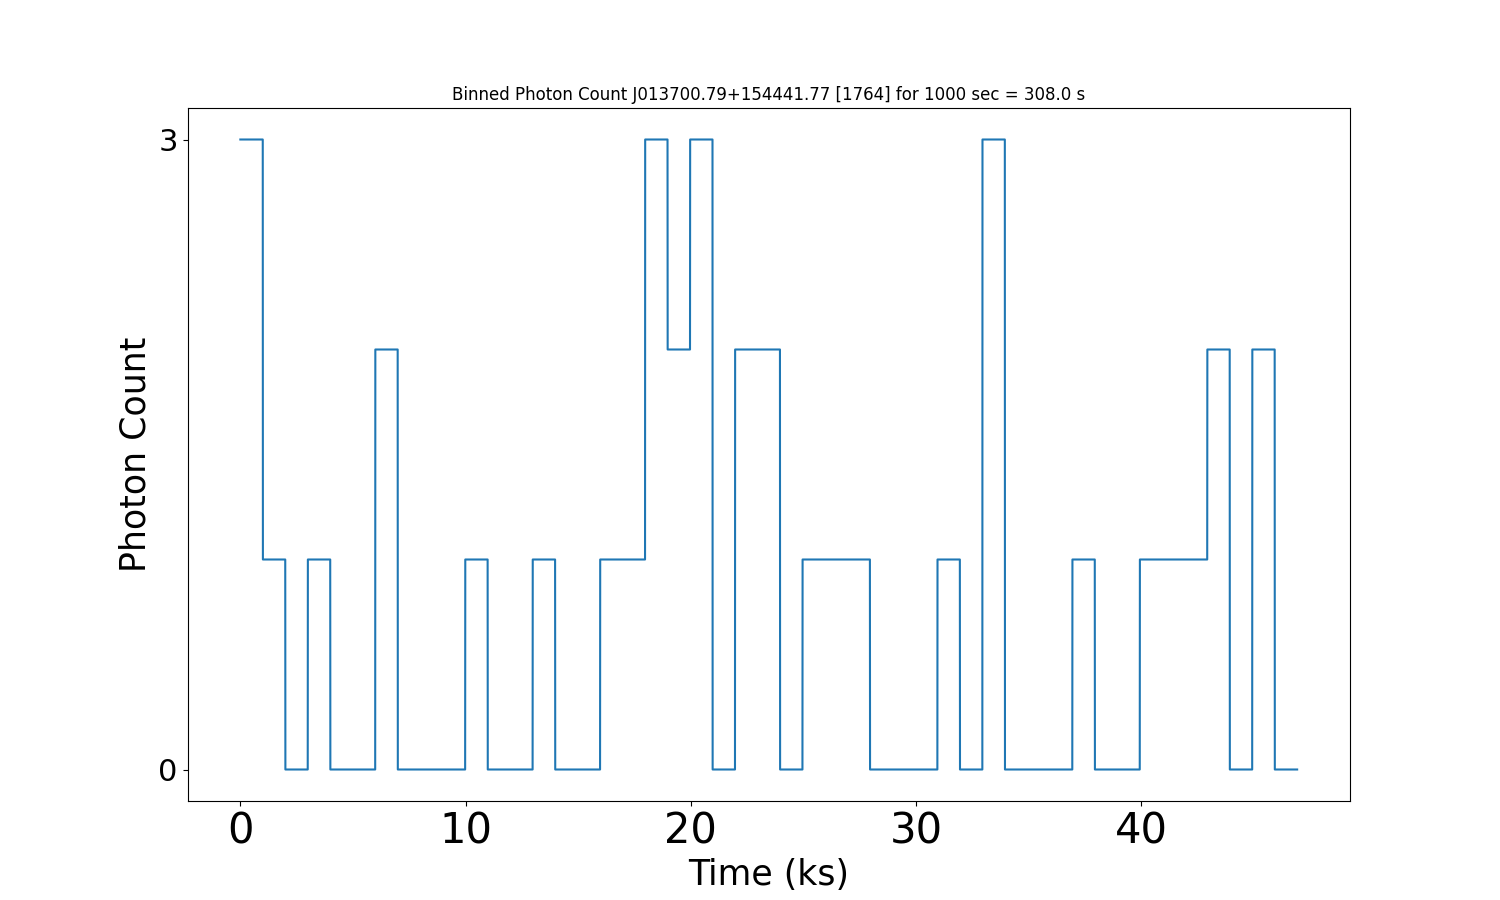 Binned Photon Count J013700.79+154441.77 [1764] for 1000 sec = 308.0 s
3
Photon Count
0
0 10 20 30 40
Time (ks)